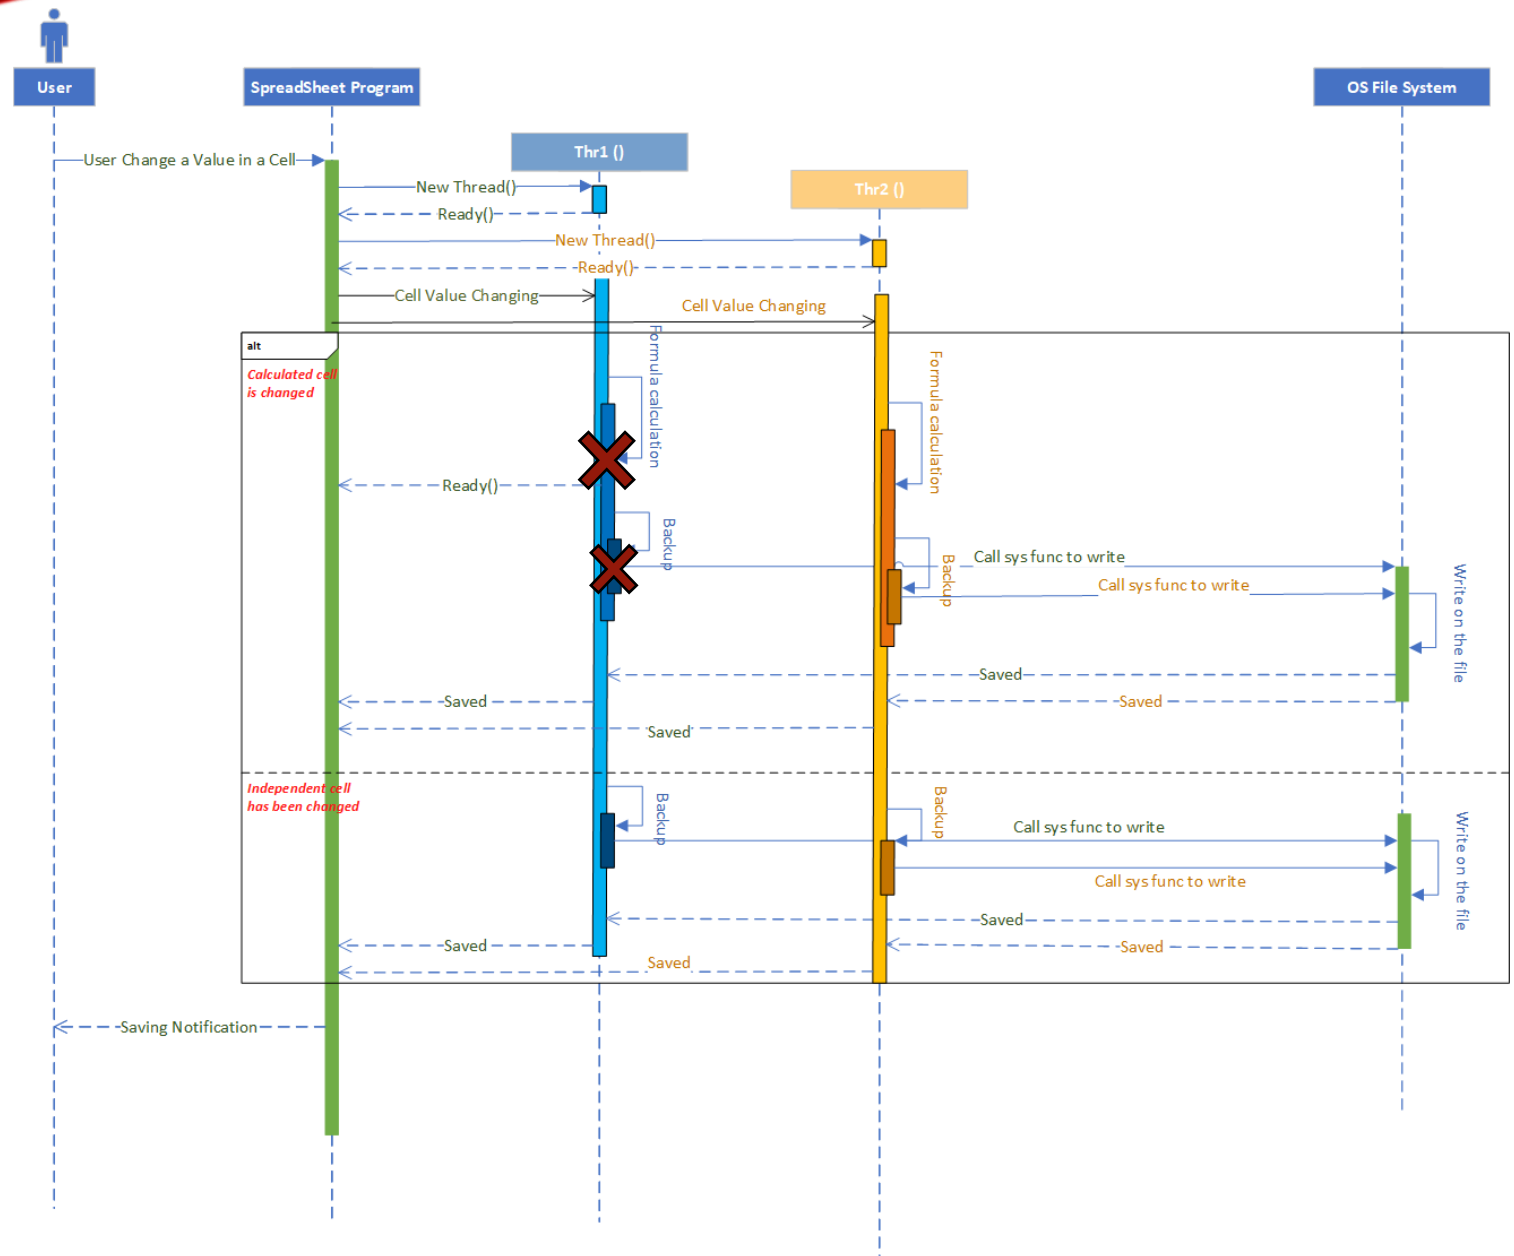 User
SpreadSheet Program
OS File System
Thr1 ()
User Change a Value in a Cell
New Thread()
Thr2 ()
Ready()
New Thread()
Ready()
Cell Value Changing
Cell Value Changing
alt
Calculated cell
is changed
Formula calculation
Formula calculation
Ready()
Backup
Backup
Call sys func to write
Call sys func to write
Write on the file
Saved
Saved
Saved
Saved
Independent cell
has been changed
Backup
Backup
Call sys func to write
Call sys func to write
Write on the file
Saved
Saved
Saved
Saved
Saving Notification